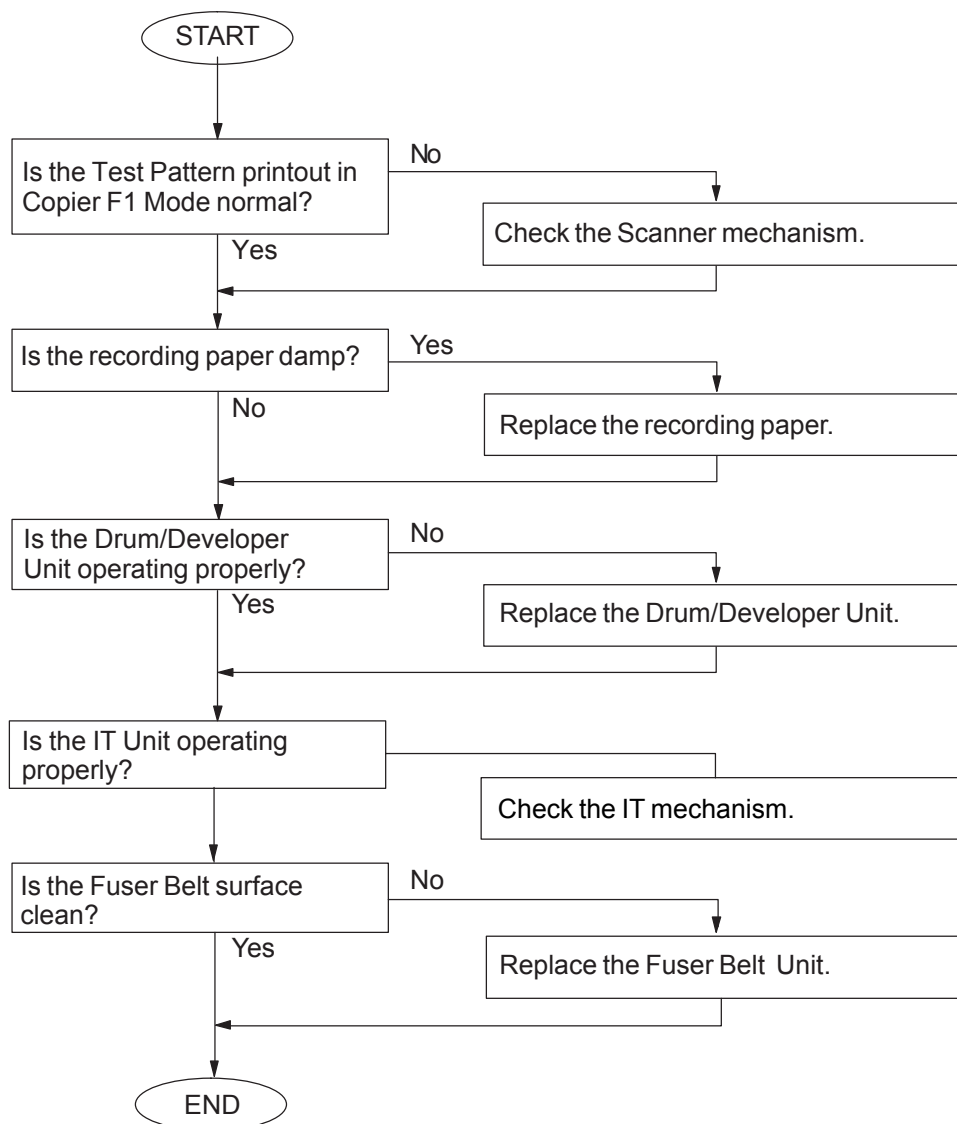 START
Is the Test Pattern printout in
Copier F1 Mode normal?
No
Check the Scanner mechanism.
Yes
Is the recording paper damp?
Yes
Replace the recording paper.
No
Is the Drum/Developer
Unit operating properly?
No
Replace the Drum/Developer Unit.
Yes
Is the IT Unit operating
properly?
Check the IT mechanism.
Is the Fuser Belt surface
clean?
No
Replace the Fuser Belt Unit.
Yes
END